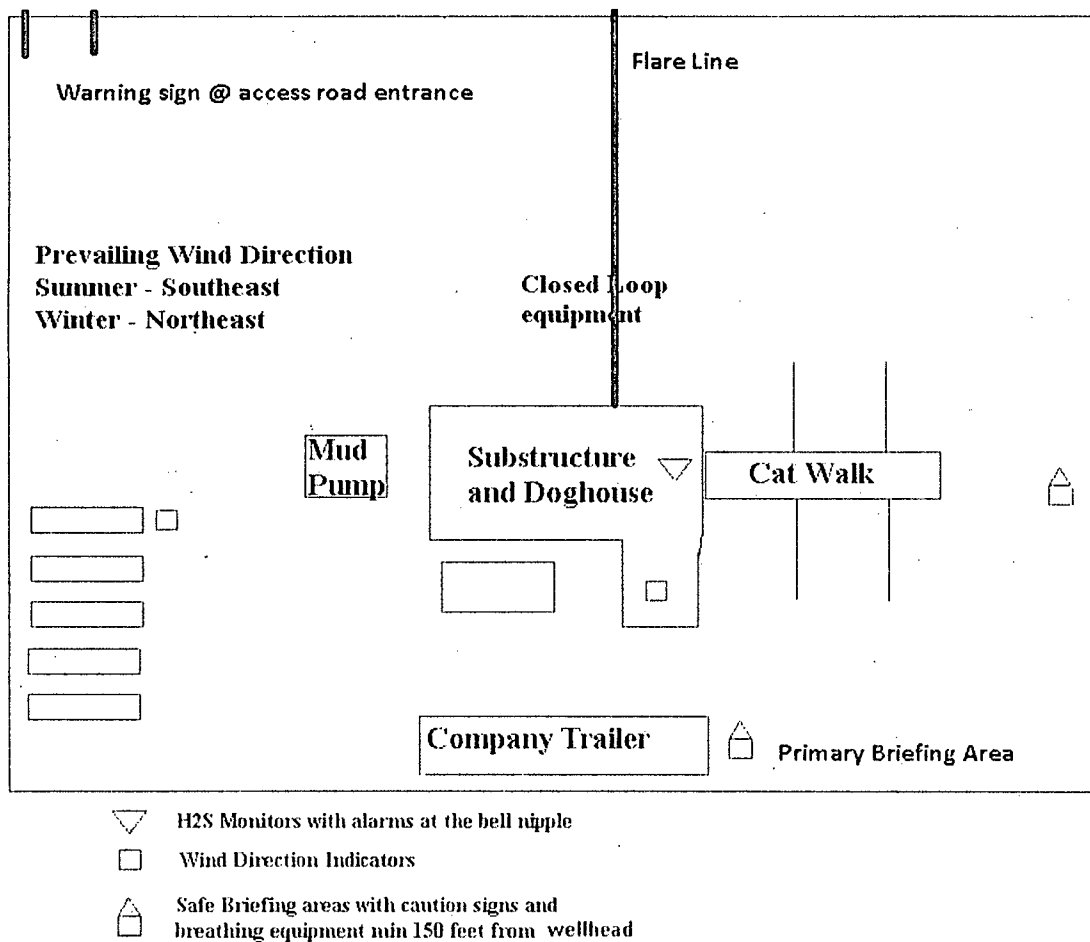 Flare Line
Warning sign @ access road entrance
Prevailing Wind Direction
Summer - Southeast
Winter - Northeast
Closed Loop
equipment
Mud
Pump
Substructure
and Doghouse
Cat Walk
Company Trailer
Primary Briefing Area
H2S Monitors with alarms at the bell nipple
Wind Direction Indicators
Safe Briefing areas with caution signs and
breathing equipment min 150 feet from wellhead